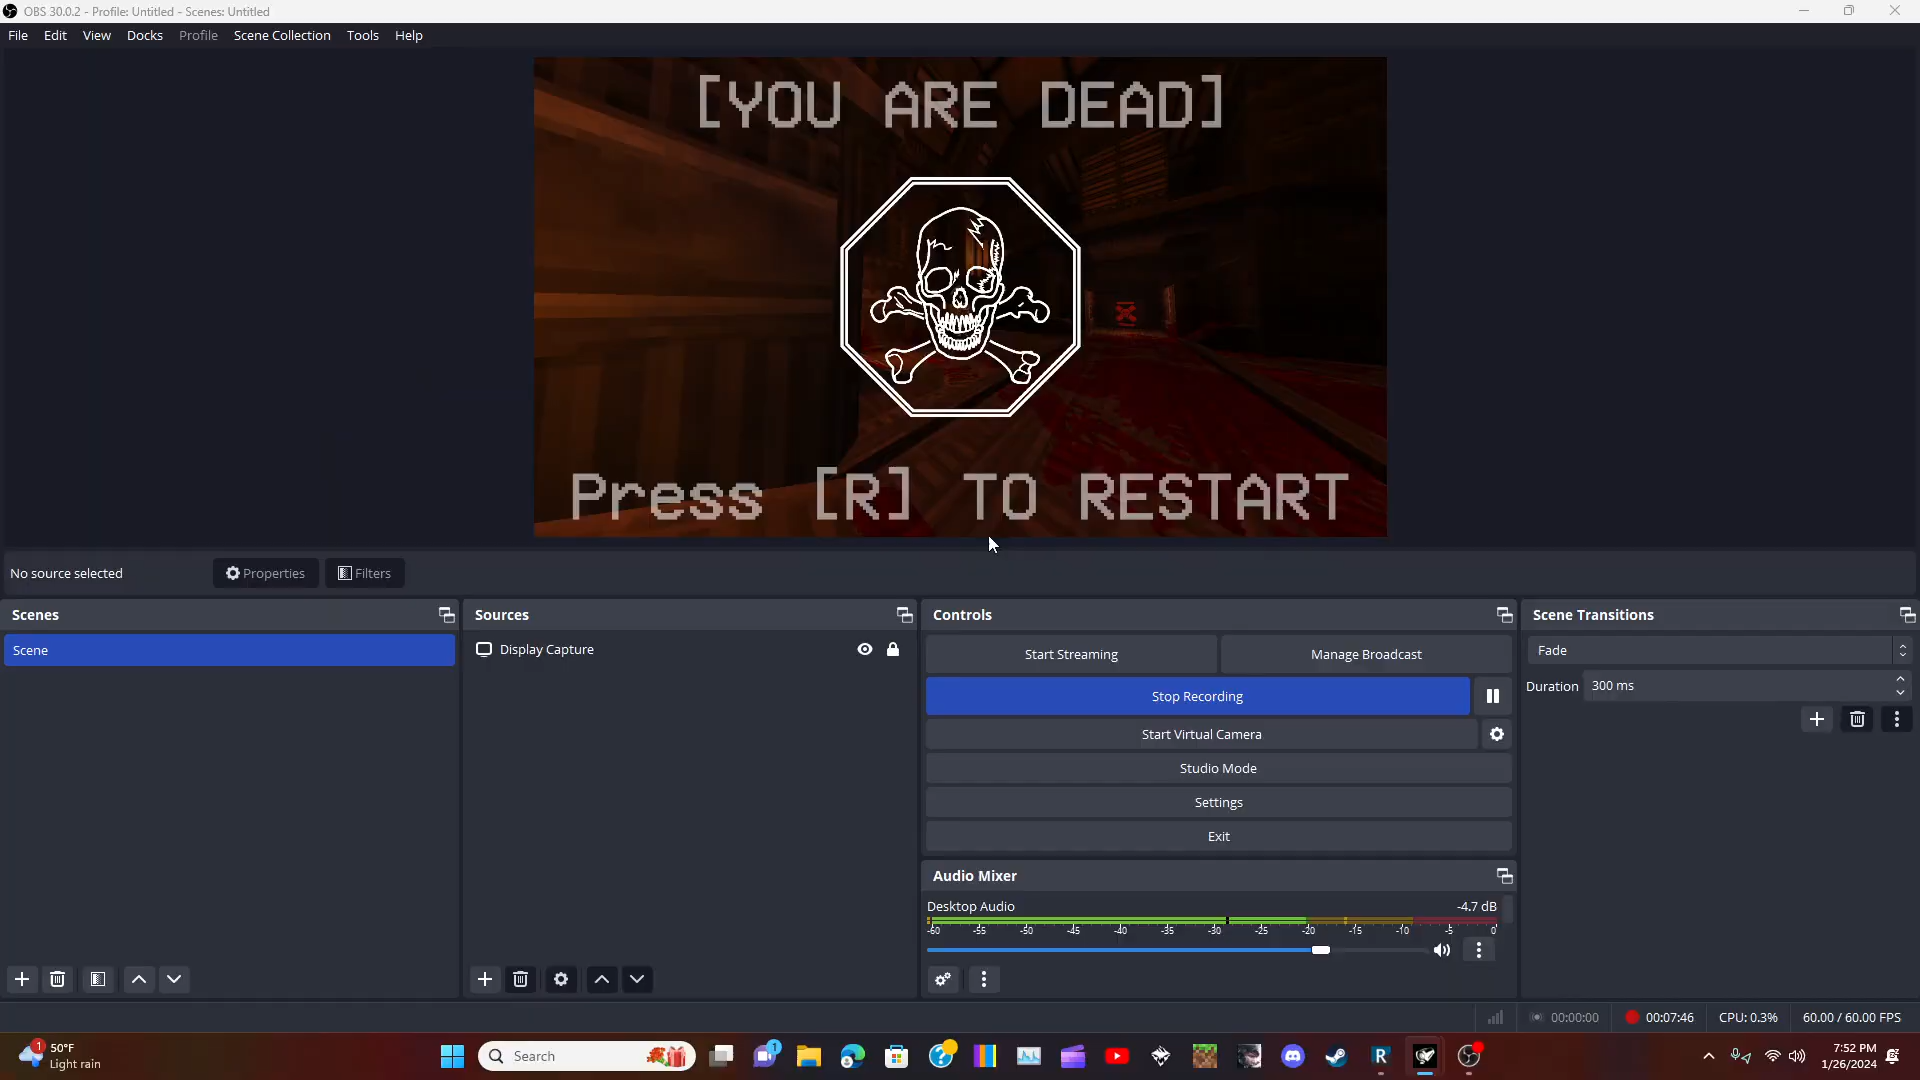 OBS 30.0.2 - Profile: Untitled - Scenes: Untitled
File Edit View Docks Profile Scene Collection Tools Help
[YOU ARE DEAD]
Press [R] TO RESTART
No source selected
Properties
Filters
Scenes
Scene
Sources
Display Capture
Controls
Start Streaming
Manage Broadcast
Stop Recording
Start Virtual Camera
Studio Mode
Settings
Exit
Audio Mixer
Desktop Audio -4.7 dB
-60 -55 -50 -45 -40 -35 -30 -25 -20 -15 -10 -5 0
Scene Transitions
Fade
Duration 300 ms
00:00:00 00:07:46 CPU: 0.3% 60.00 / 60.00 FPS
1
50°F
Light rain
Search
1
R
7:52 PM
1/26/2024